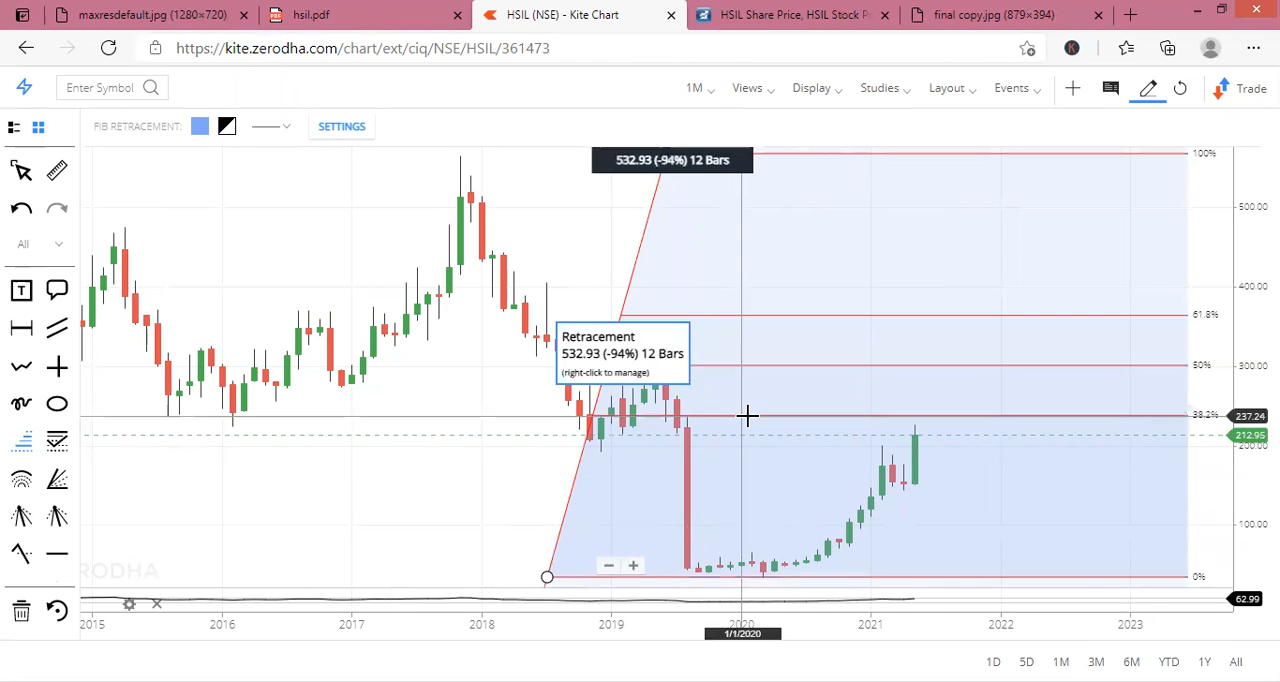 maxresdefault.jpg (1280×720)
hsil.pdf
HSIL (NSE) - Kite Chart
HSIL Share Price, HSIL Stock P
final copy.jpg (879×394)
https://kite.zerodha.com/chart/ext/ciq/NSE/HSIL/361473
K
Enter Symbol
1M
Views
Display
Studies
Layout
Events
Trade
FIB RETRACEMENT:
SETTINGS
All
T
532.93 (-94%) 12 Bars
100%
500.00
400.00
61.8%
Retracement
532.93 (-94%) 12 Bars
(right-click to manage)
50%
300.00
38.2%
237.24
212.95
200.00
100.00
0%
ZERODHA
62.99
2015
2016
2017
2018
2019
2020
2021
2022
2023
1/1/2020
1D
5D
1M
3M
6M
YTD
1Y
All